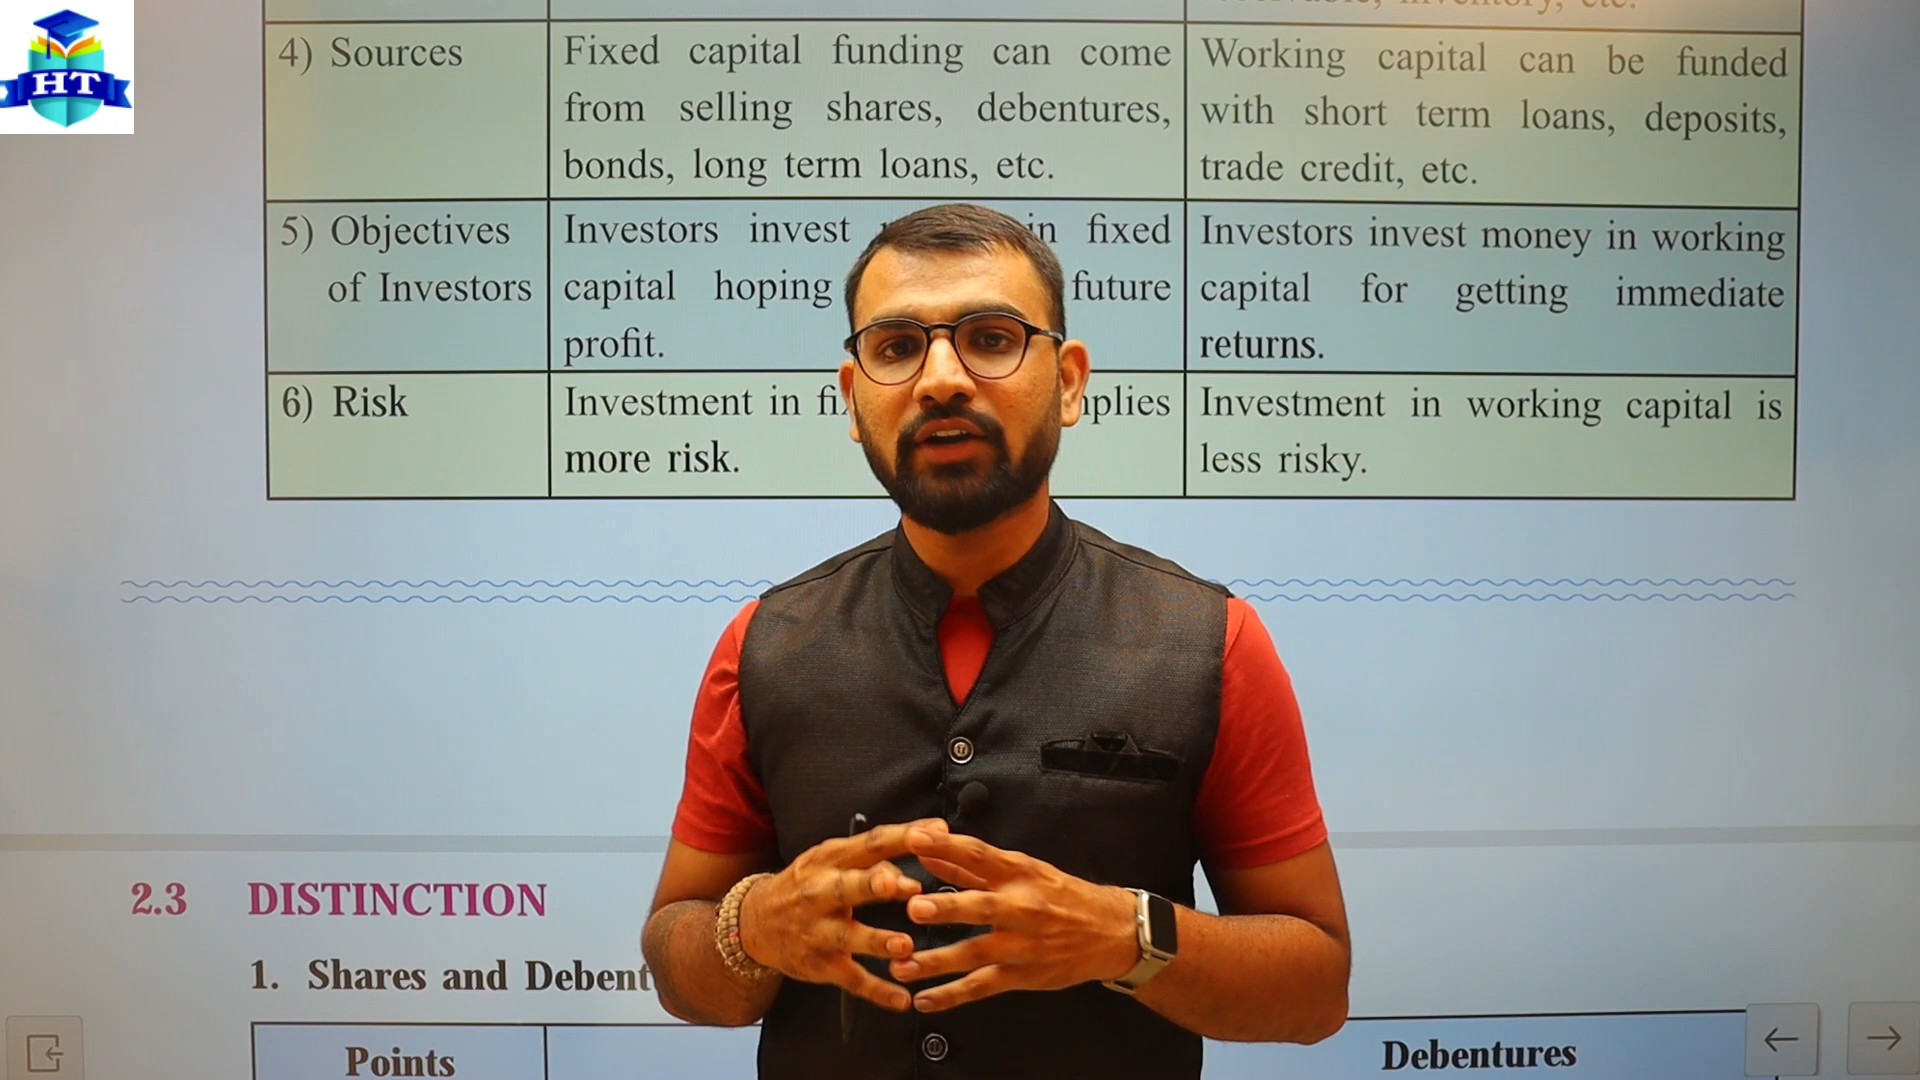 HT
4) Sources
Fixed capital funding can come
from selling shares, debentures,
bonds, long term loans, etc.
Working capital can be funded
with short term loans, deposits,
trade credit, etc.
5) Objectives
of Investors
Investors invest in fixed
capital hoping future
profit.
Investors invest money in working
capital for getting immediate
returns.
6) Risk
Investment in
more risk.
Investment in working capital is
less risky.
2.3 DISTINCTION
1. Shares and
Points
Debentures